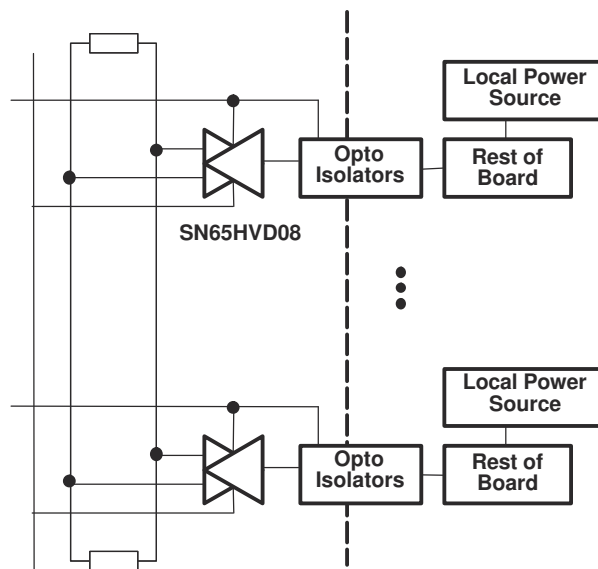 Local Power
Source
Opto
Isolators
Rest of
Board
SN65HVD08
Local Power
Source
Opto
Isolators
Rest of
Board